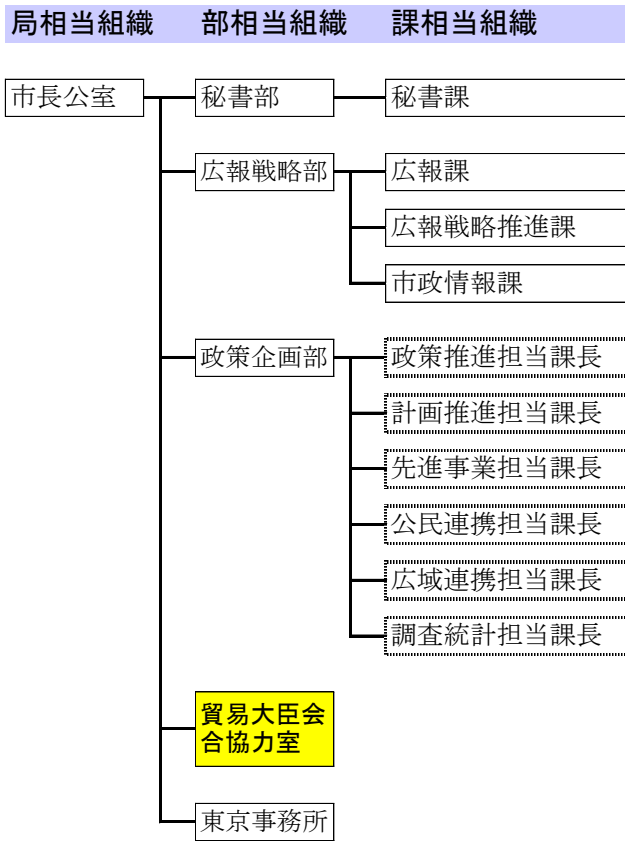 局相当組織 部相当組織 課相当組織
市長公室 秘書部 秘書課
広報戦略部 広報課
広報戦略推進課
市政情報課
政策企画部 政策推進担当課長
計画推進担当課長
先進事業担当課長
公民連携担当課長
広域連携担当課長
調査統計担当課長
貿易大臣会
合協力室
東京事務所